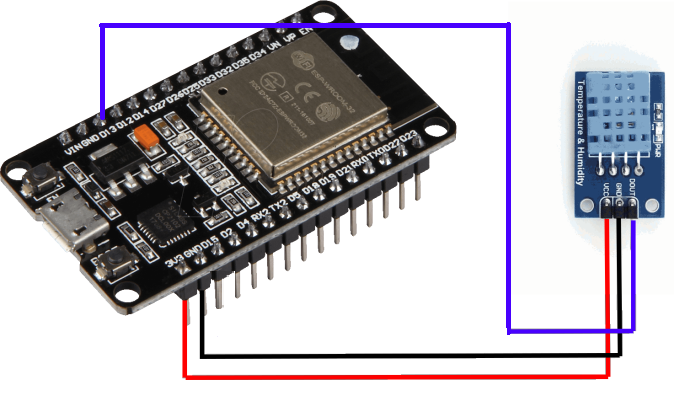 VIN GND D13 D12 D14 D27 D26 D25 D33 D32 D35 D34 VN VP EN
ESP-WROOM-32
CE
3V3 GND D15 D2 D4 RX2 TX2 D5 D18 D19 D21 RX0 TX0 D22 D23
Temperature & Humidity
PWR
VCC
GND
DOUT